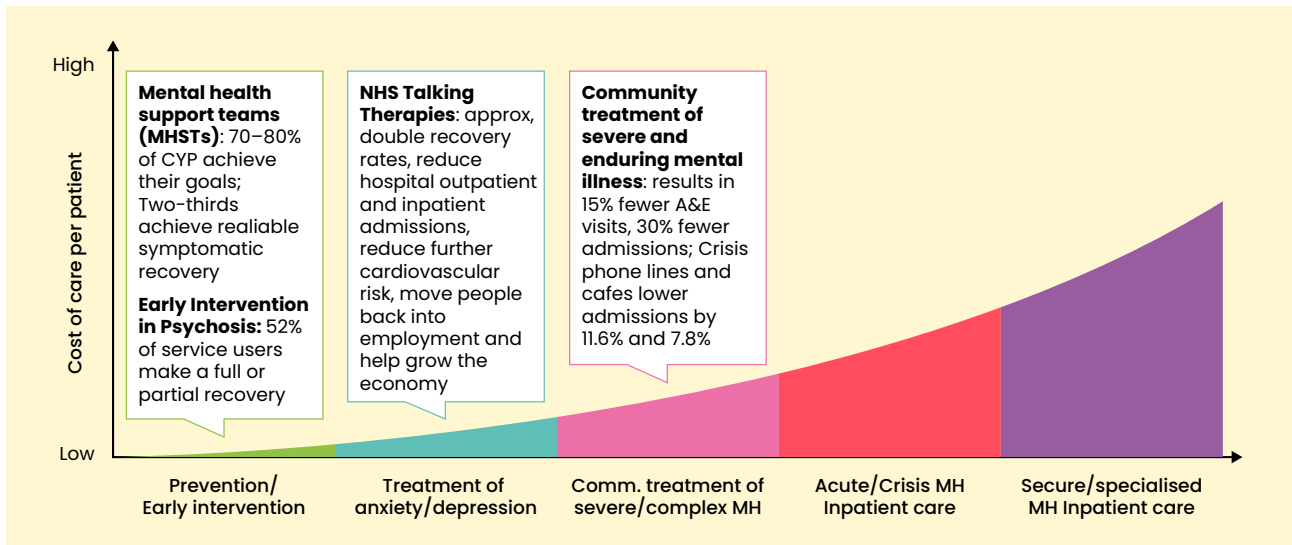 High
Cost of care per patient
Low
Mental health
support teams
(MHSTs): 70–80%
of CYP achieve
their goals;
Two-thirds
achieve realiable
symptomatic
recovery
Early Intervention
in Psychosis: 52%
of service users
make a full or
partial recovery
NHS Talking
Therapies: approx,
double recovery
rates, reduce
hospital outpatient
and inpatient
admissions,
reduce further
cardiovascular
risk, move people
back into
employment and
help grow the
economy
Community
treatment of
severe and
enduring mental
illness: results in
15% fewer A&E
visits, 30% fewer
admissions; Crisis
phone lines and
cafes lower
admissions by
11.6% and 7.8%
Prevention/
Early intervention
Treatment of
anxiety/depression
Comm. treatment of
severe/complex MH
Acute/Crisis MH
Inpatient care
Secure/specialised
MH Inpatient care